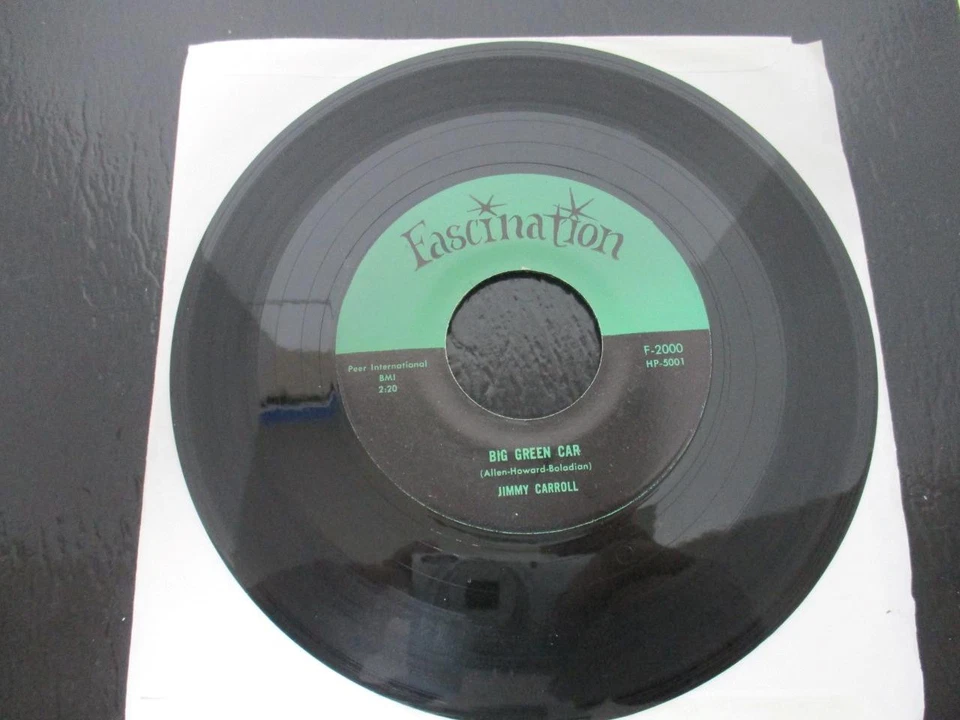 Fascination
Peer International
BMI
2:20
F-2000
HP-5001
BIG GREEN CAR
(Allen-Howard-Boladian)
JIMMY CARROLL